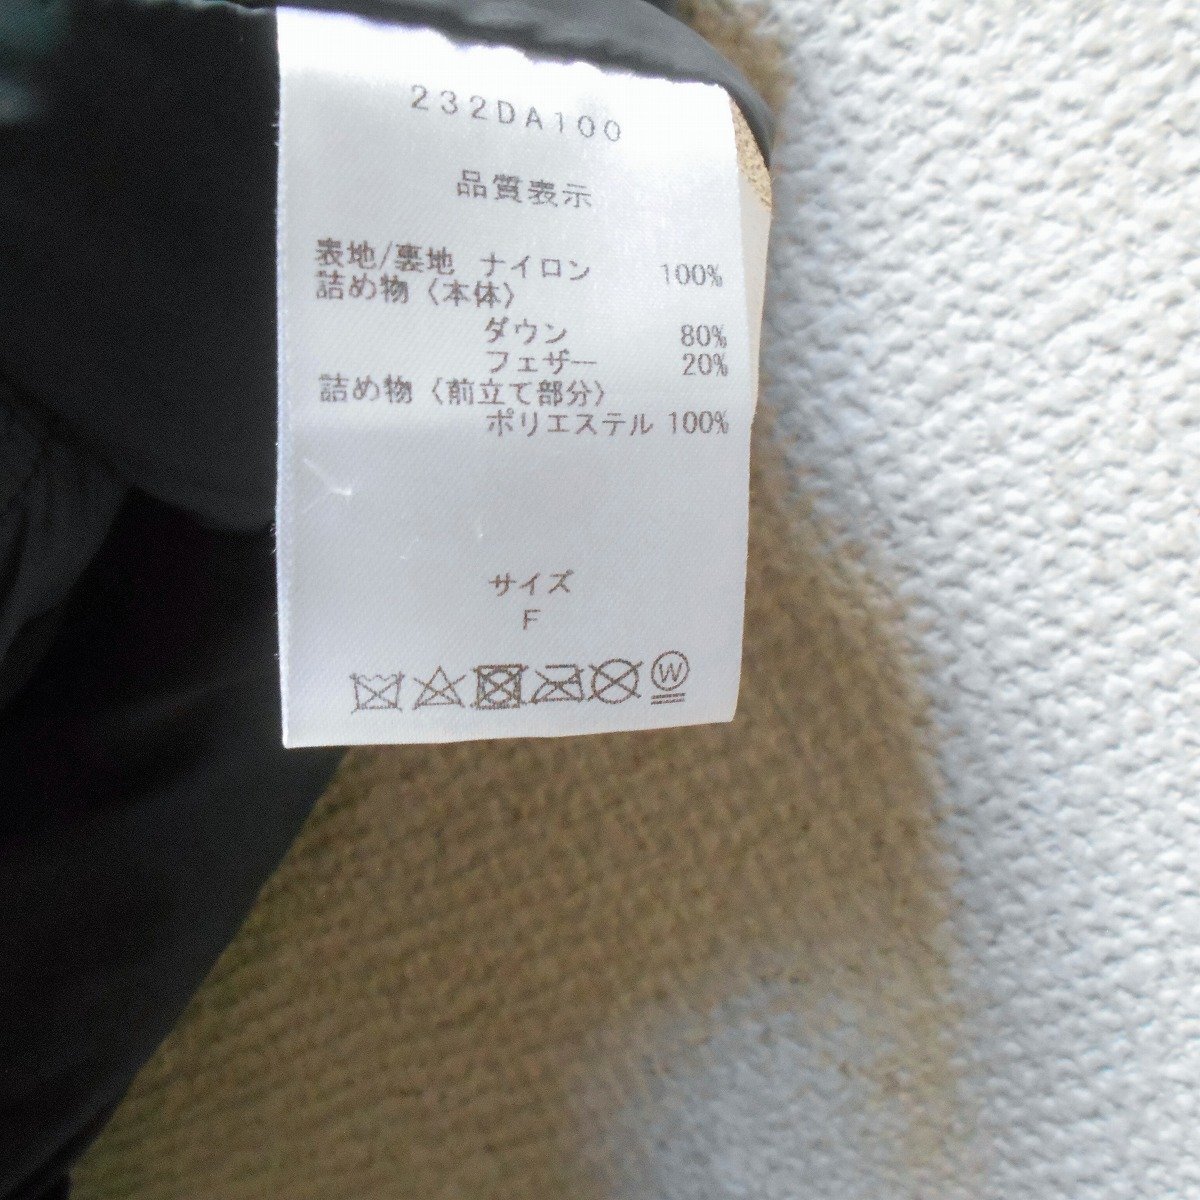 232DA100
品質表示
表地/裏地 ナイロン 100%
詰め物〈本体〉
ダウン 80%
フェザー 20%
詰め物〈前立て部分〉
ポリエステル 100%
サイズ
F
W